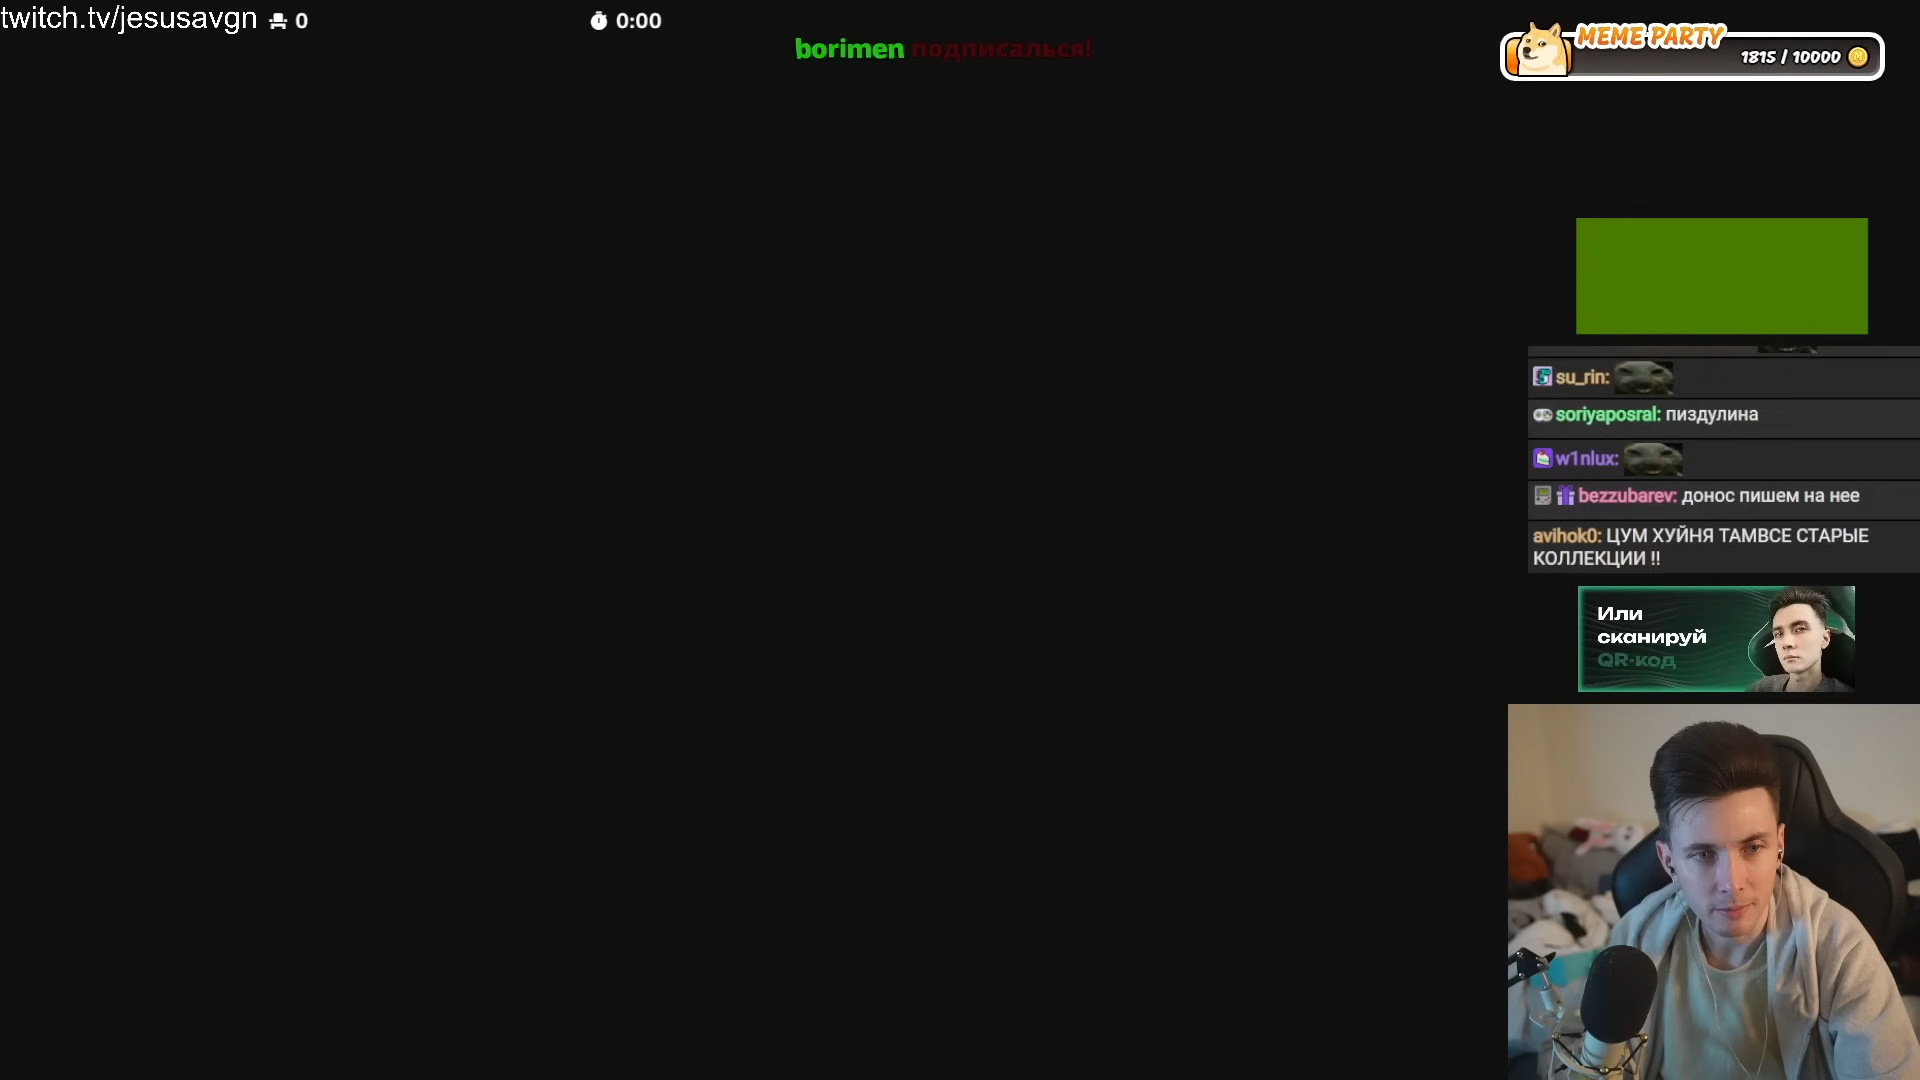 twitch.tv/jesusavgn 0
0:00
borimen подписалься!
MEME PARTY
1815 / 10000
su_rin:
soriyaposral: пиздулина
w1nlux:
bezzubarev: донос пишем на нее
avihok0: ЦУМ ХУЙНЯ ТАМВСЕ СТАРЫЕ
КОЛЛЕКЦИИ !!
Или
сканируй
QR-код